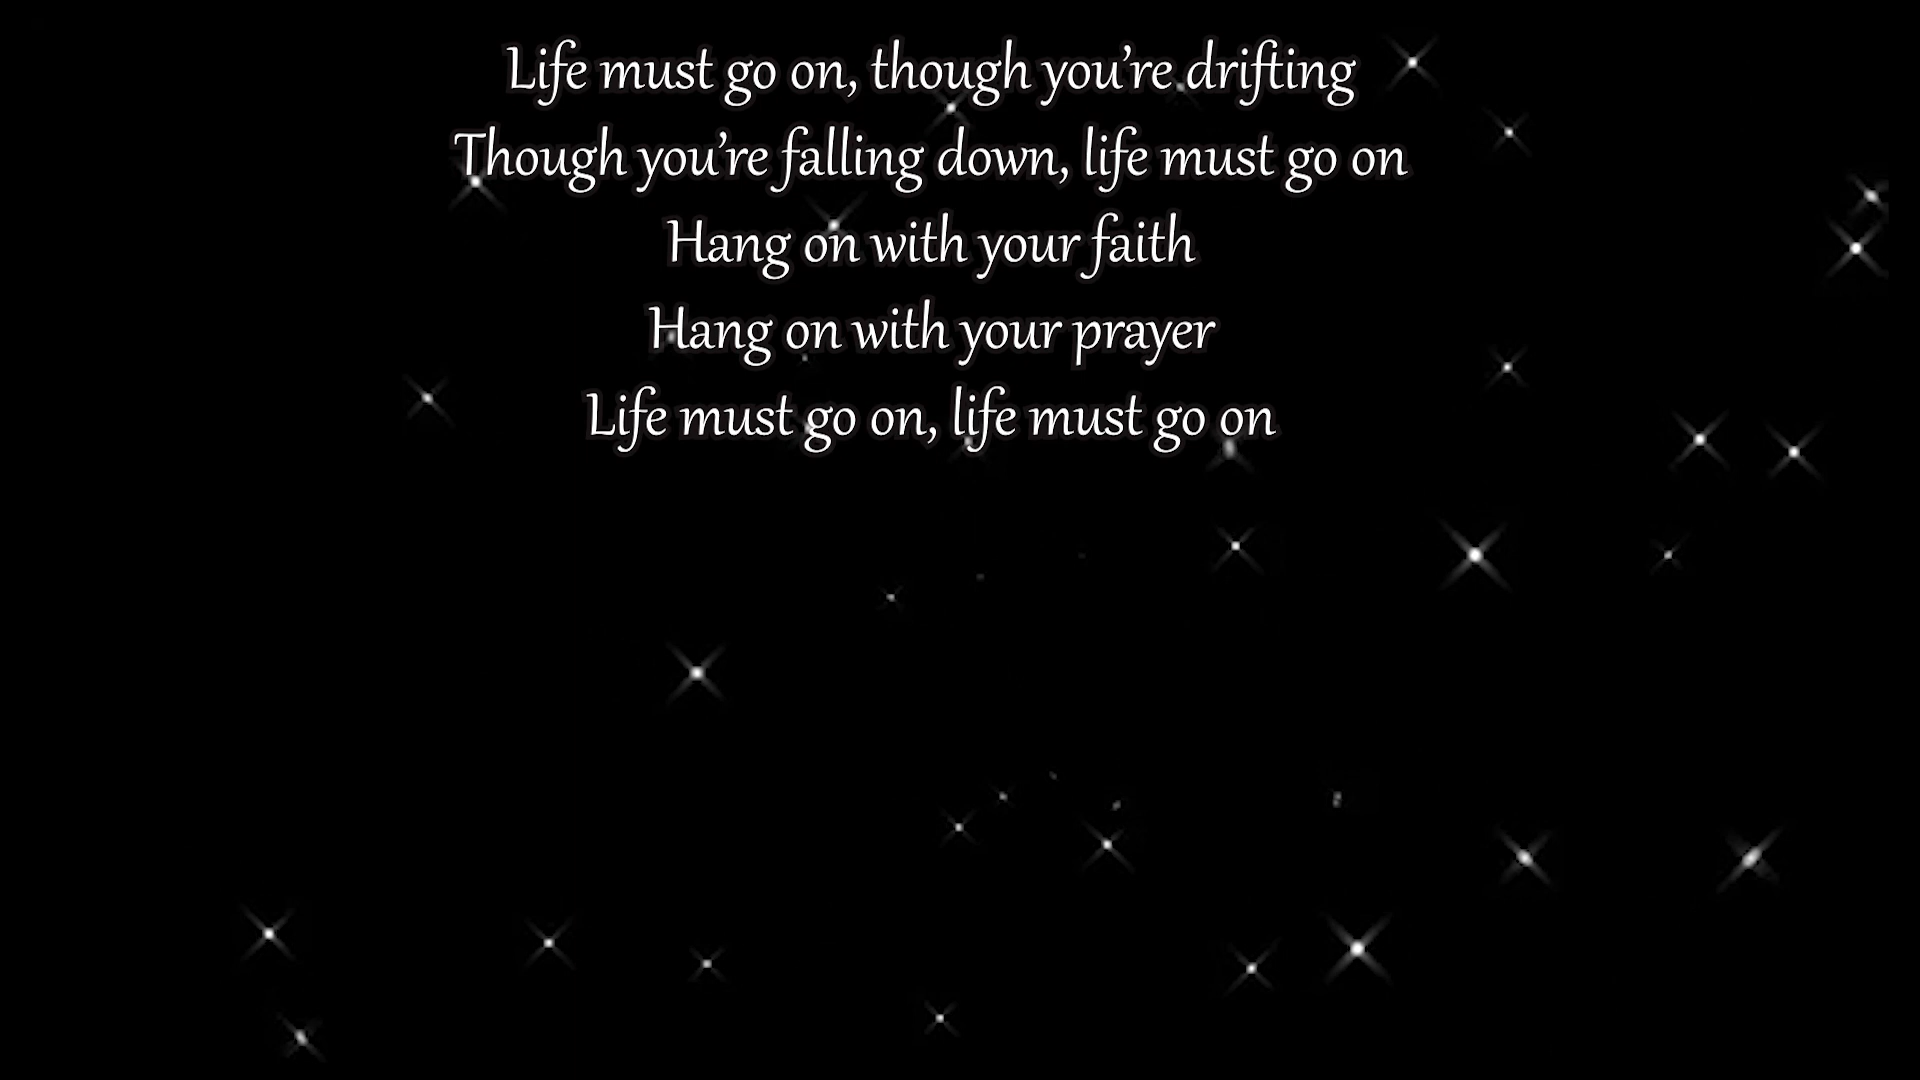 Life must go on, though you’re drifting
Though you’re falling down, life must go on
Hang on with your faith
Hang on with your prayer
Life must go on, life must go on